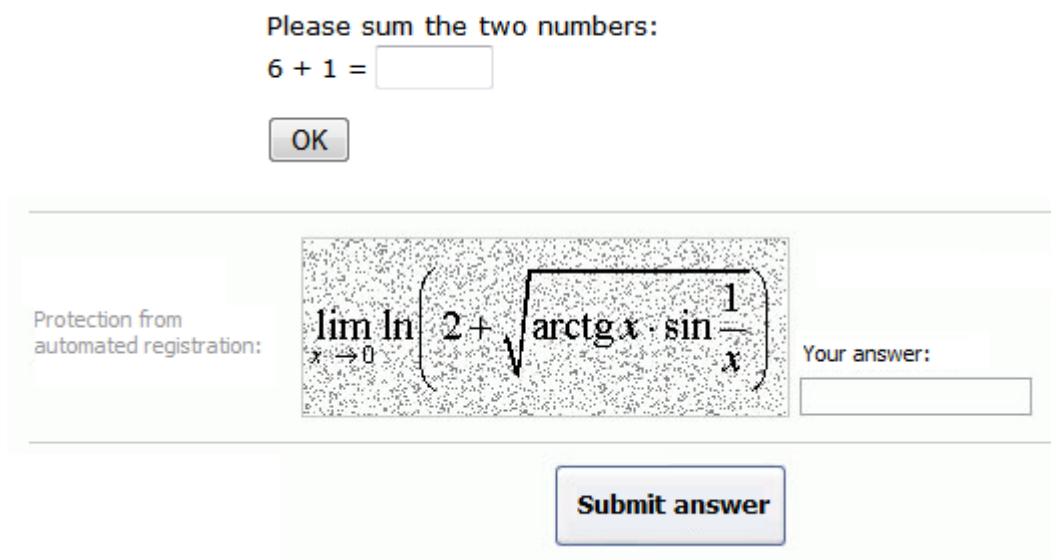 Please sum the two numbers:
6 + 1 =
OK
Protection from
automated registration:
lim x→0 ln(2 + √(arctg x · sin 1/x))
Your answer:
Submit answer